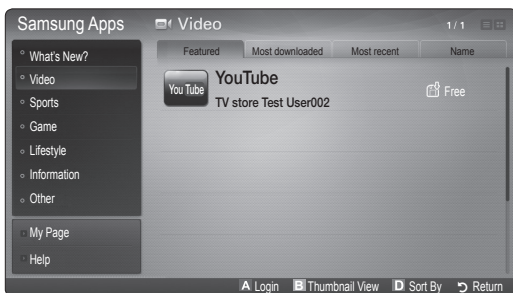 Samsung Apps
Video
1/1
What's New?
Video
Sports
Game
Lifestyle
Information
Other
My Page
Help
Featured
Most downloaded
Most recent
Name
You Tube
YouTube
TV store Test User002
Free
A Login B Thumbnail View D Sort By Return